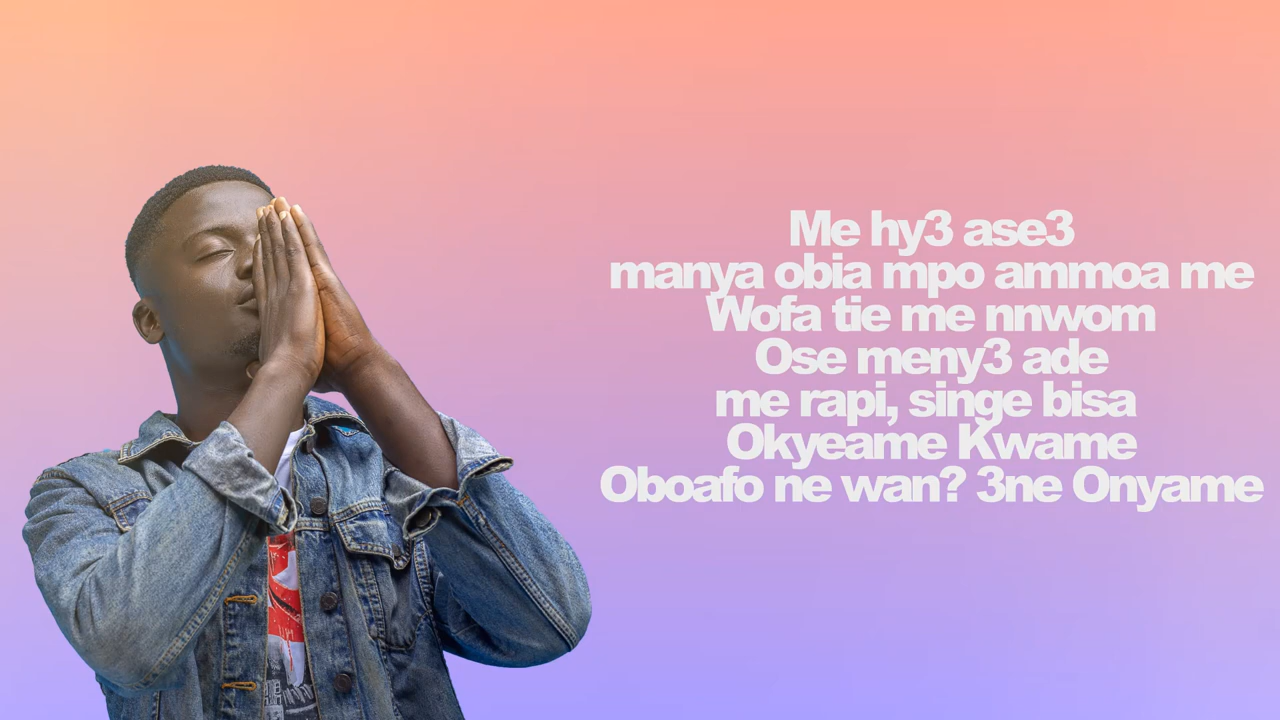 Me hy3 ase3
manya obia mpo ammoa me
Wofa tie me nnwom
Ose meny3 ade
me rapi, singe bisa
Okyeame Kwame
Oboafo ne wan? 3ne Onyame